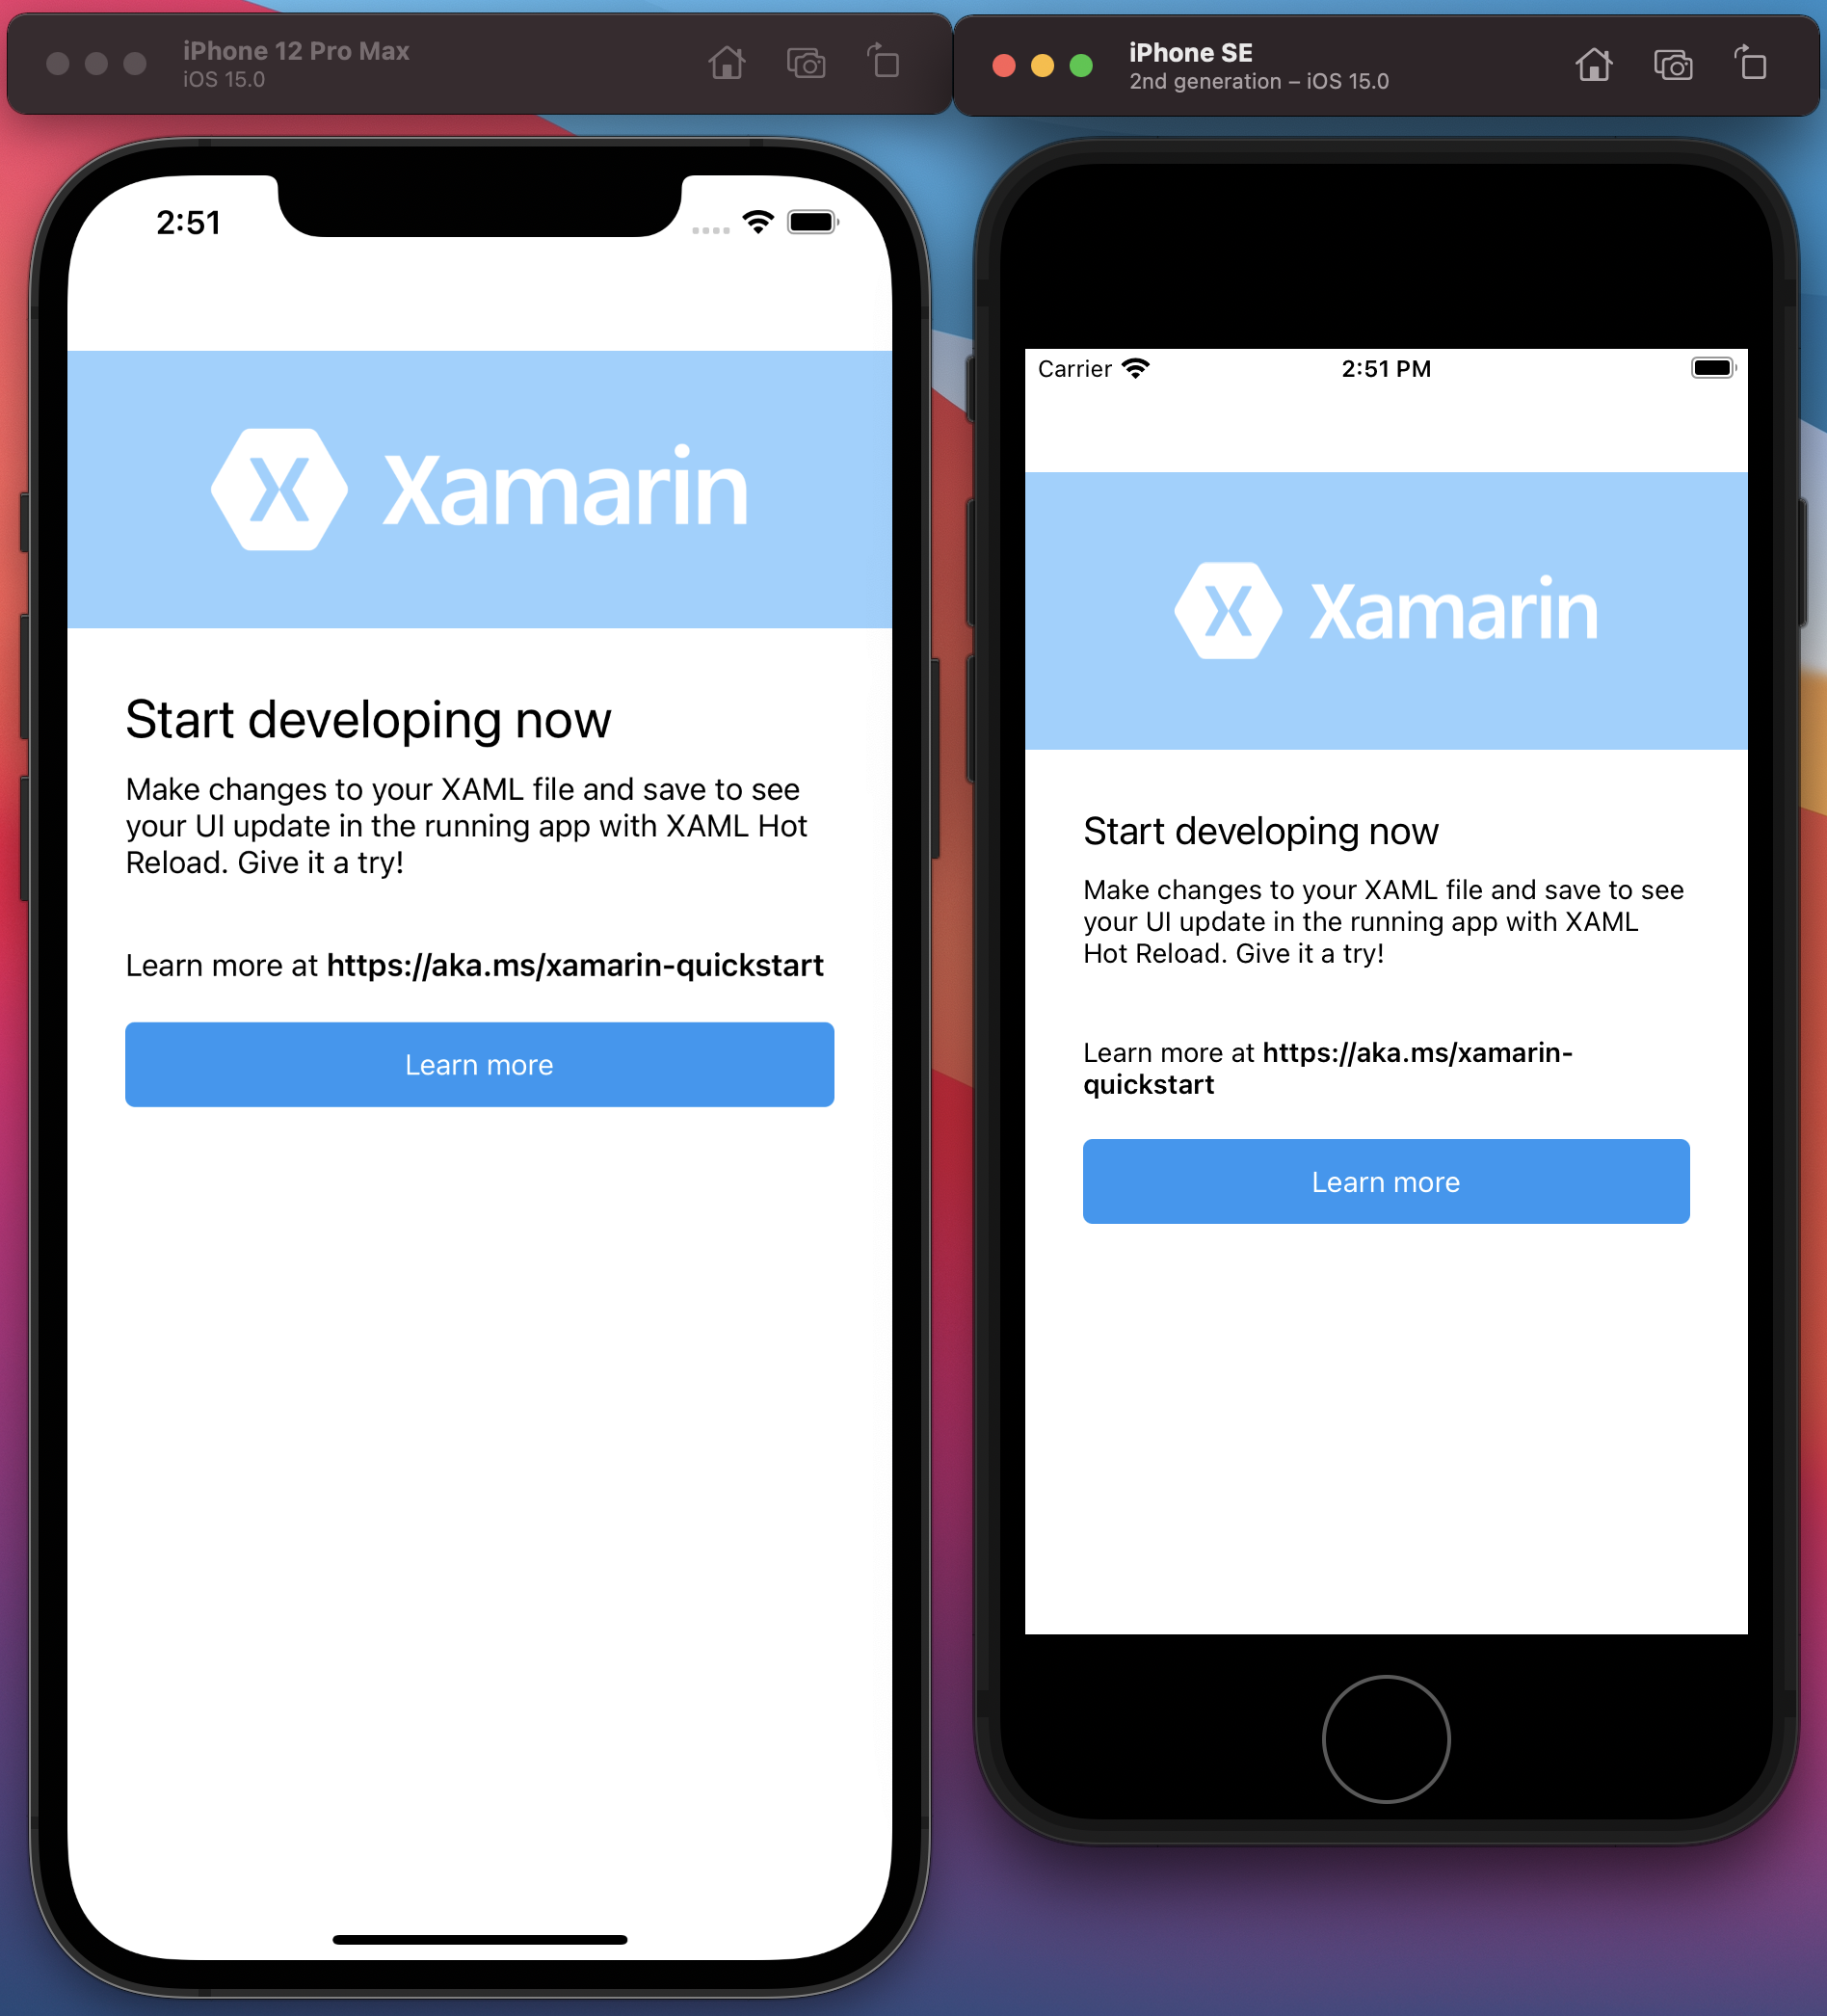 iPhone 12 Pro Max
iOS 15.0
2:51
Xamarin
Start developing now
Make changes to your XAML file and save to see
your UI update in the running app with XAML Hot
Reload. Give it a try!
Learn more at https://aka.ms/xamarin-quickstart
Learn more
iPhone SE
2nd generation – iOS 15.0
Carrier
2:51 PM
Xamarin
Start developing now
Make changes to your XAML file and save to see
your UI update in the running app with XAML
Hot Reload. Give it a try!
Learn more at https://aka.ms/xamarin-
quickstart
Learn more